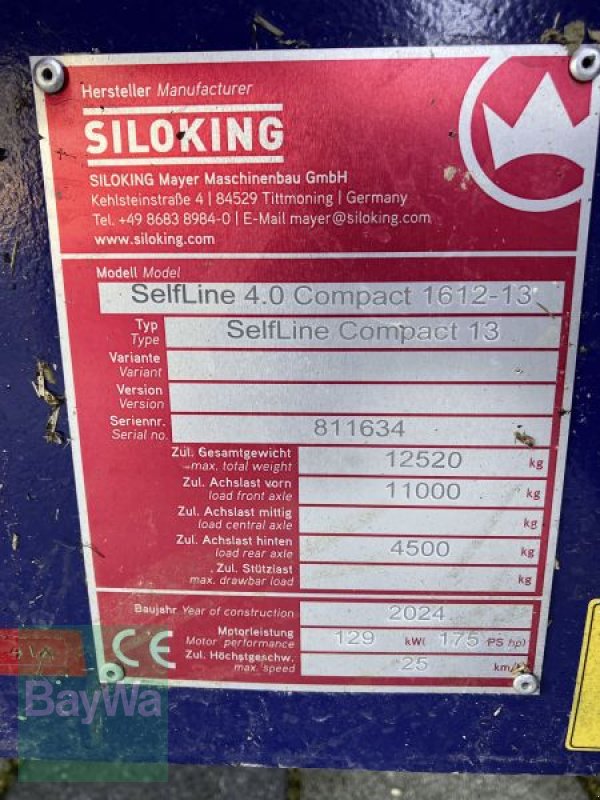 Hersteller Manufacturer
SILOKING
SILOKING Mayer Maschinenbau GmbH
Kehlsteinstraße 4 | 84529 Tittmoning | Germany
Tel. +49 8683 8984-0 | E-Mail mayer@siloking.com
www.siloking.com
Modell Model
SelfLine 4.0 Compact 1612-13
Typ SelfLine Compact 13
Type
Variante
Variant
Version
Version
Seriennr. 811634
Serial no.
Zul. Gesamtgewicht 12520 kg
max. total weight
Zul. Achslast vorn 11000 kg
load front axle
Zul. Achslast mittig kg
load central axle
Zul. Achslast hinten 4500 kg
load rear axle
Zul. Stützlast kg
max. drawbar load
Baujahr Year of construction 2024
Motorleistung 129 kW( 175 PS hp)
Motor performance
Zul. Höchstgeschw. 25 km/h
max. speed
CE
BayWa